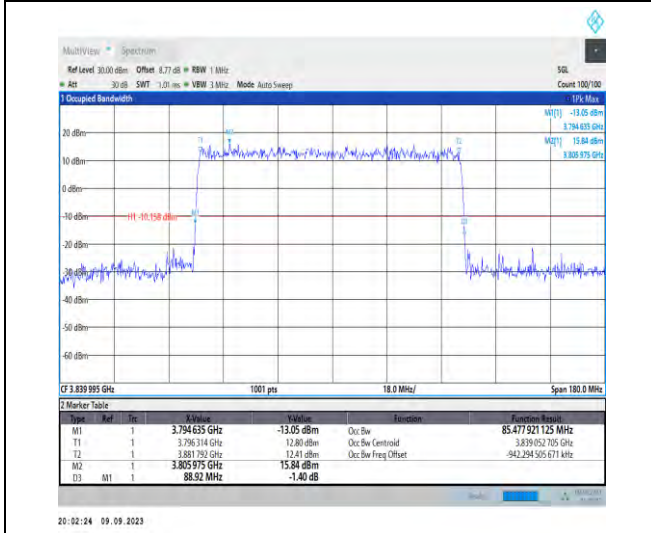 MultiView Spectrum
Ref Level 30.00 dBm Offset 8.77 dB RBW 1 MHz SGL
Att 30 dB SWT 1.01 ms VBW 3 MHz Mode Auto Sweep Count 100/100
1 Occupied Bandwidth 1Pk Max
M1[1] -13.05 dBm
3.794 635 GHz
M2[1] 15.84 dBm
3.805 975 GHz
20 dBm
T1 M2 T2
10 dBm
0 dBm
-10 dBm H1 -10.158 dBm M1
D3
-20 dBm
-30 dBm
-40 dBm
-50 dBm
-60 dBm
CF 3.839 995 GHz 1001 pts 18.0 MHz/ Span 180.0 MHz
2 Marker Table
Type Ref Trc X-Value Y-Value Function Function Result
M1 1 3.794 635 GHz -13.05 dBm Occ Bw 85.477 921 125 MHz
T1 1 3.796 314 GHz 12.80 dBm Occ Bw Centroid 3.839 052 705 GHz
T2 1 3.881 792 GHz 12.41 dBm Occ Bw Freq Offset -942.294 505 671 kHz
M2 1 3.805 975 GHz 15.84 dBm
D3 M1 1 88.92 MHz -1.40 dB
20:02:24 09.09.2023